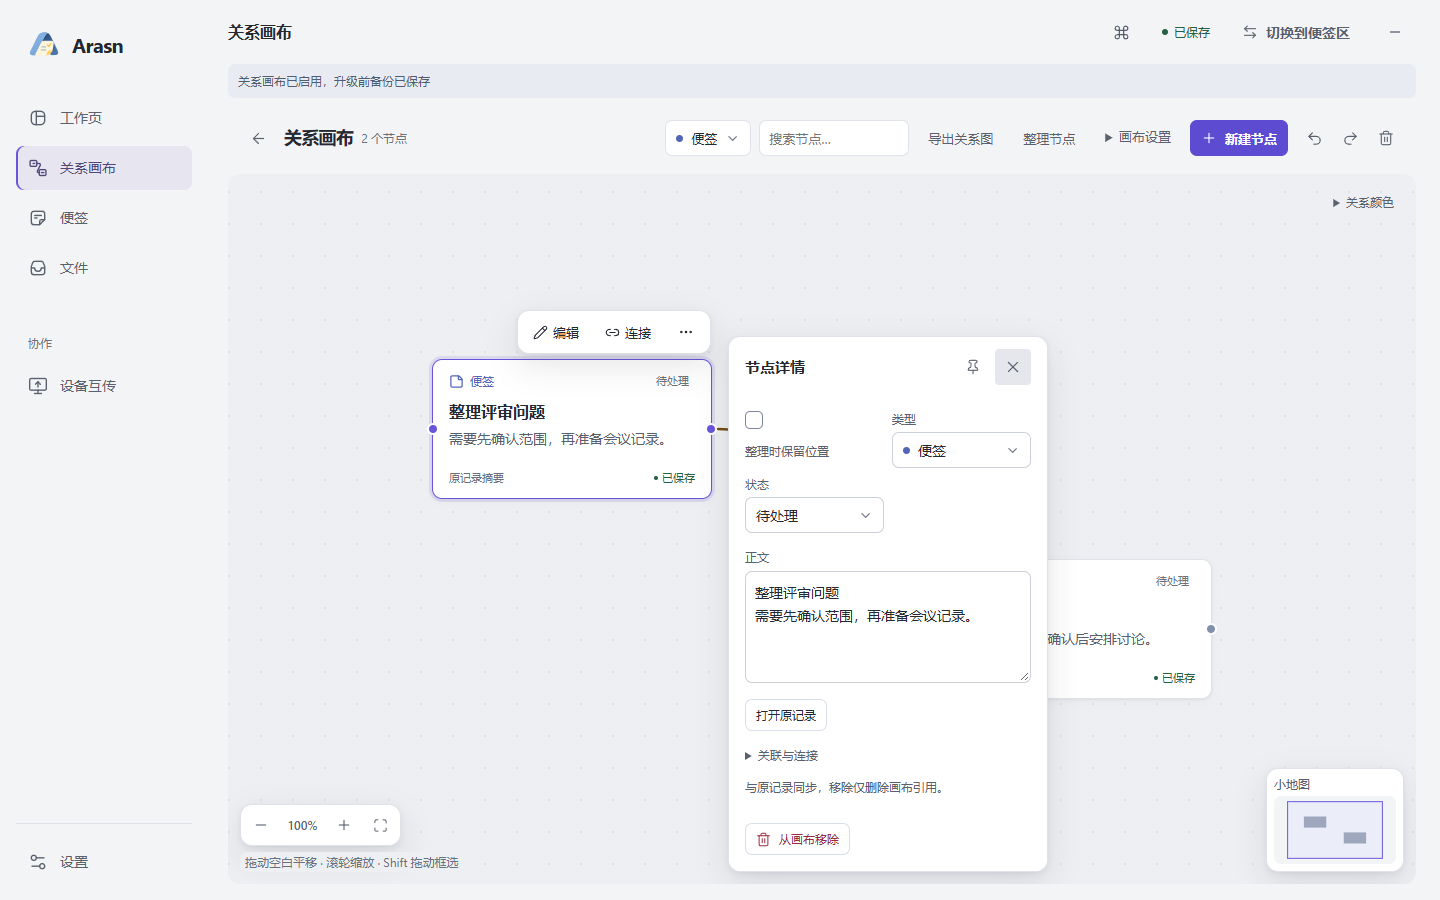 Arasn
工作页
关系画布
便签
文件
协作
设备互传
设置
关系画布
已保存
切换到便签区
关系画布已启用，升级前备份已保存
关系画布
2 个节点
便签
搜索节点...
导出关系图
整理节点
画布设置
新建节点
关系颜色
编辑
连接
便签
待处理
整理评审问题
需要先确认范围，再准备会议记录。
原记录摘要
已保存
节点详情
整理时保留位置
类型
便签
状态
待处理
正文
整理评审问题
需要先确认范围，再准备会议记录。
打开原记录
关联与连接
与原记录同步，移除仅删除画布引用。
从画布移除
待处理
确认后安排讨论。
已保存
小地图
100%
拖动空白平移 · 滚轮缩放 · Shift 拖动框选